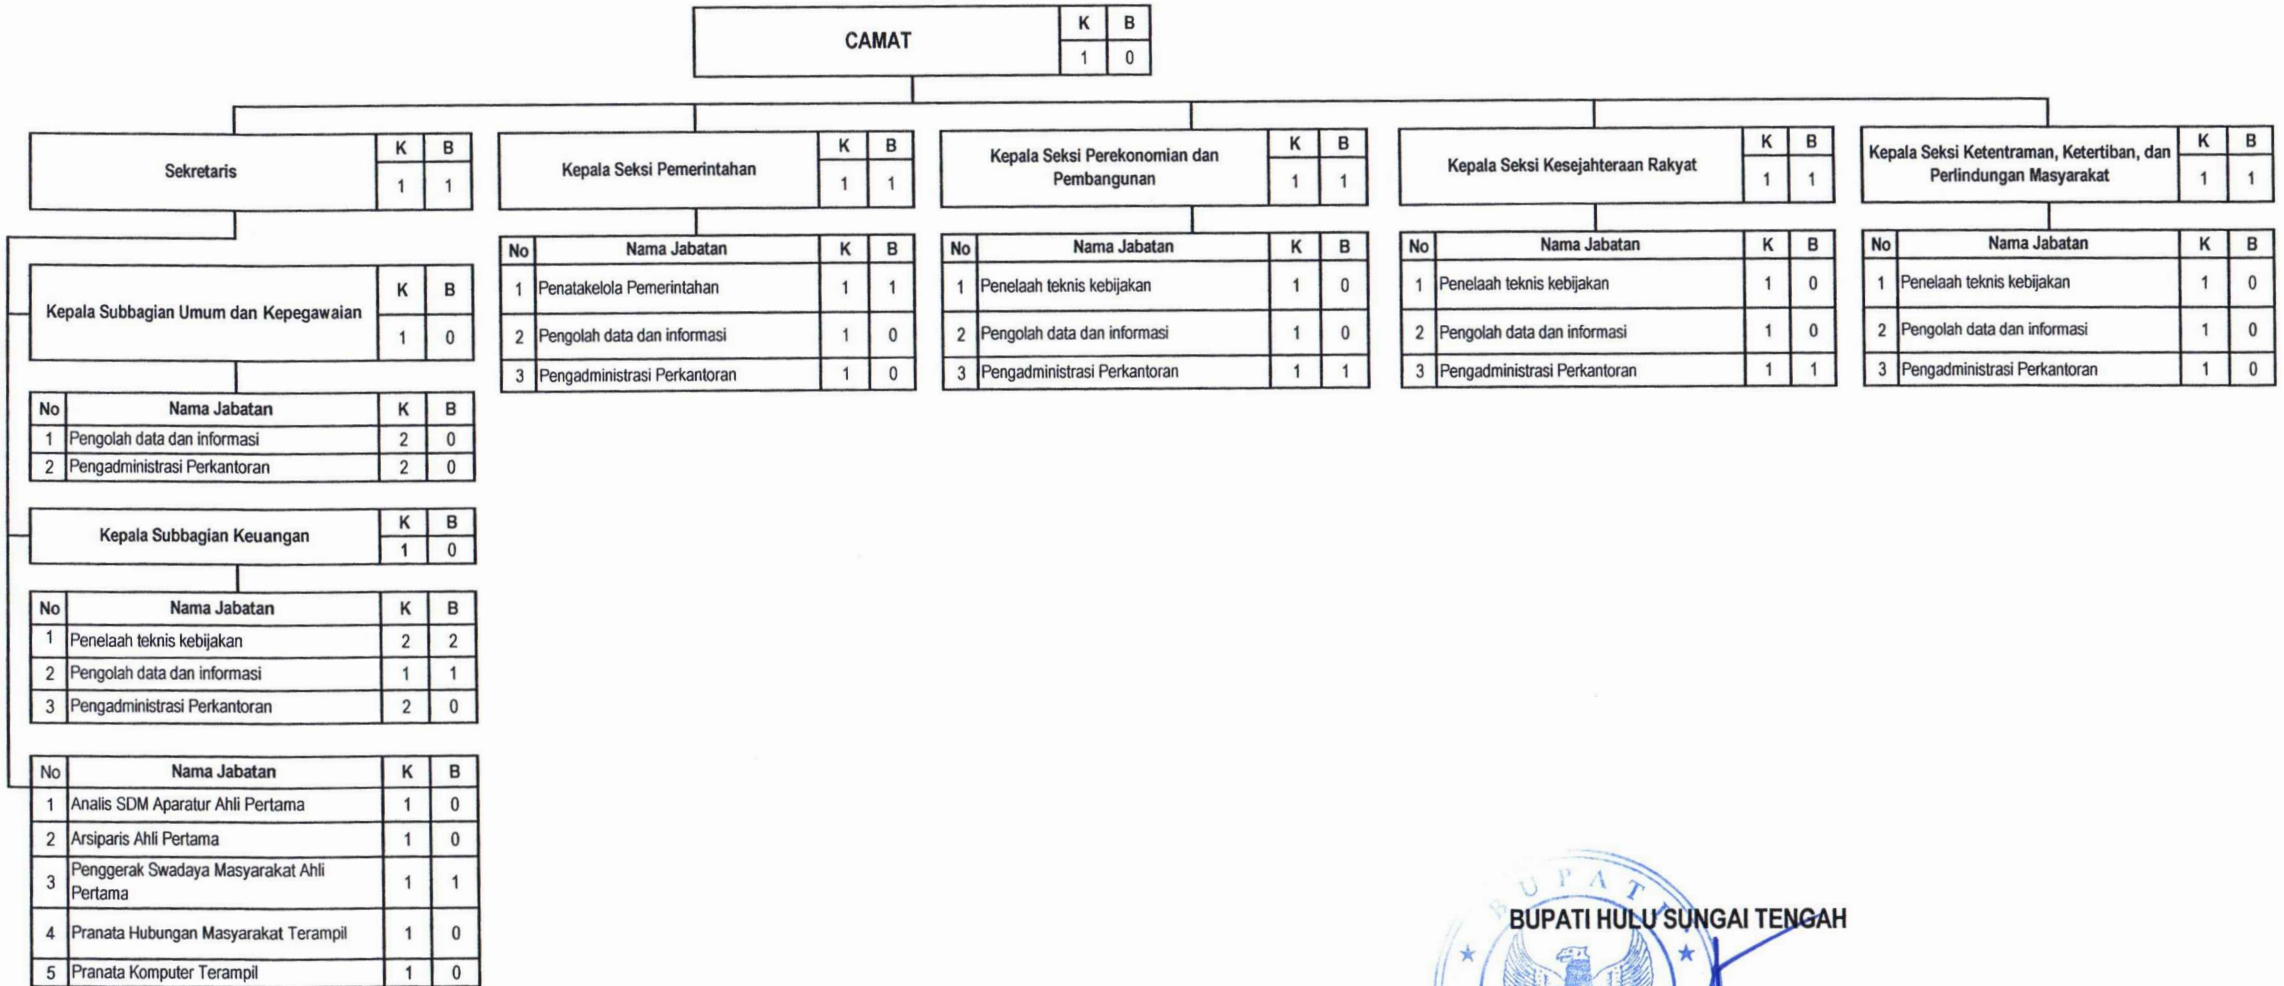 CAMAT
K B
1 0
Sekretaris
K B
1 1
Kepala Seksi Pemerintahan
K B
1 1
Kepala Seksi Perekonomian dan
Pembangunan
K B
1 1
Kepala Seksi Kesejahteraan Rakyat
K B
1 1
Kepala Seksi Ketentraman, Ketertiban, dan
Perlindungan Masyarakat
K B
1 1
Kepala Subbagian Umum dan Kepegawaian
K B
1 0
No Nama Jabatan K B
1 Pengolah data dan informasi 2 0
2 Pengadministrasi Perkantoran 2 0
Kepala Subbagian Keuangan
K B
1 0
No Nama Jabatan K B
1 Penelaah teknis kebijakan 2 2
2 Pengolah data dan informasi 1 1
3 Pengadministrasi Perkantoran 2 0
No Nama Jabatan K B
1 Analis SDM Aparatur Ahli Pertama 1 0
2 Arsiparis Ahli Pertama 1 0
3 Penggerak Swadaya Masyarakat Ahli
Pertama 1 1
4 Pranata Hubungan Masyarakat Terampil 1 0
5 Pranata Komputer Terampil 1 0
No Nama Jabatan K B
1 Penatakelola Pemerintahan 1 1
2 Pengolah data dan informasi 1 0
3 Pengadministrasi Perkantoran 1 0
No Nama Jabatan K B
1 Penelaah teknis kebijakan 1 0
2 Pengolah data dan informasi 1 0
3 Pengadministrasi Perkantoran 1 1
No Nama Jabatan K B
1 Penelaah teknis kebijakan 1 0
2 Pengolah data dan informasi 1 0
3 Pengadministrasi Perkantoran 1 1
No Nama Jabatan K B
1 Penelaah teknis kebijakan 1 0
2 Pengolah data dan informasi 1 0
3 Pengadministrasi Perkantoran 1 0
BUPATI
BUPATI HULU SUNGAI TENGAH